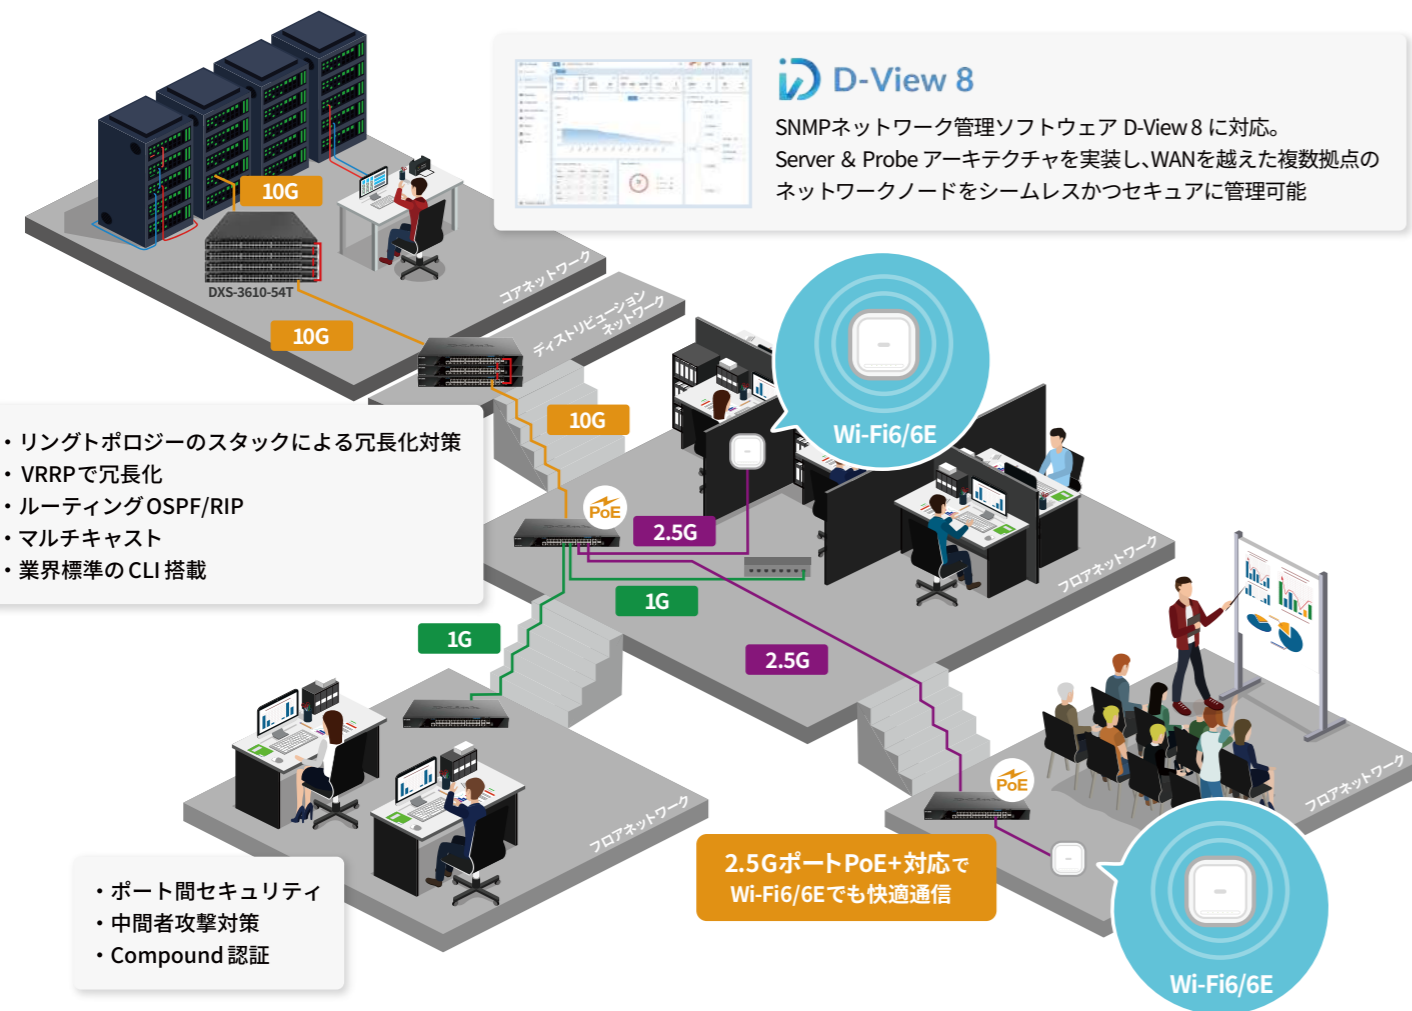 D-View 8
SNMPネットワーク管理ソフトウェア D-View 8 に対応。
Server & Probe アーキテクチャを実装し、WANを越えた複数拠点の
ネットワークノードをシームレスかつセキュアに管理可能
10G
DXS-3610-54T
コアネットワーク
10G
ディストリビューション
ネットワーク
10G
Wi-Fi6/6E
・リングトポロジーのスタックによる冗長化対策
・VRRPで冗長化
・ルーティングOSPF/RIP
・マルチキャスト
・業界標準のCLI搭載
PoE
2.5G
1G
フロアネットワーク
1G
2.5G
フロアネットワーク
PoE
フロアネットワーク
2.5GポートPoE+対応で
Wi-Fi6/6Eでも快適通信
・ポート間セキュリティ
・中間者攻撃対策
・Compound認証
Wi-Fi6/6E